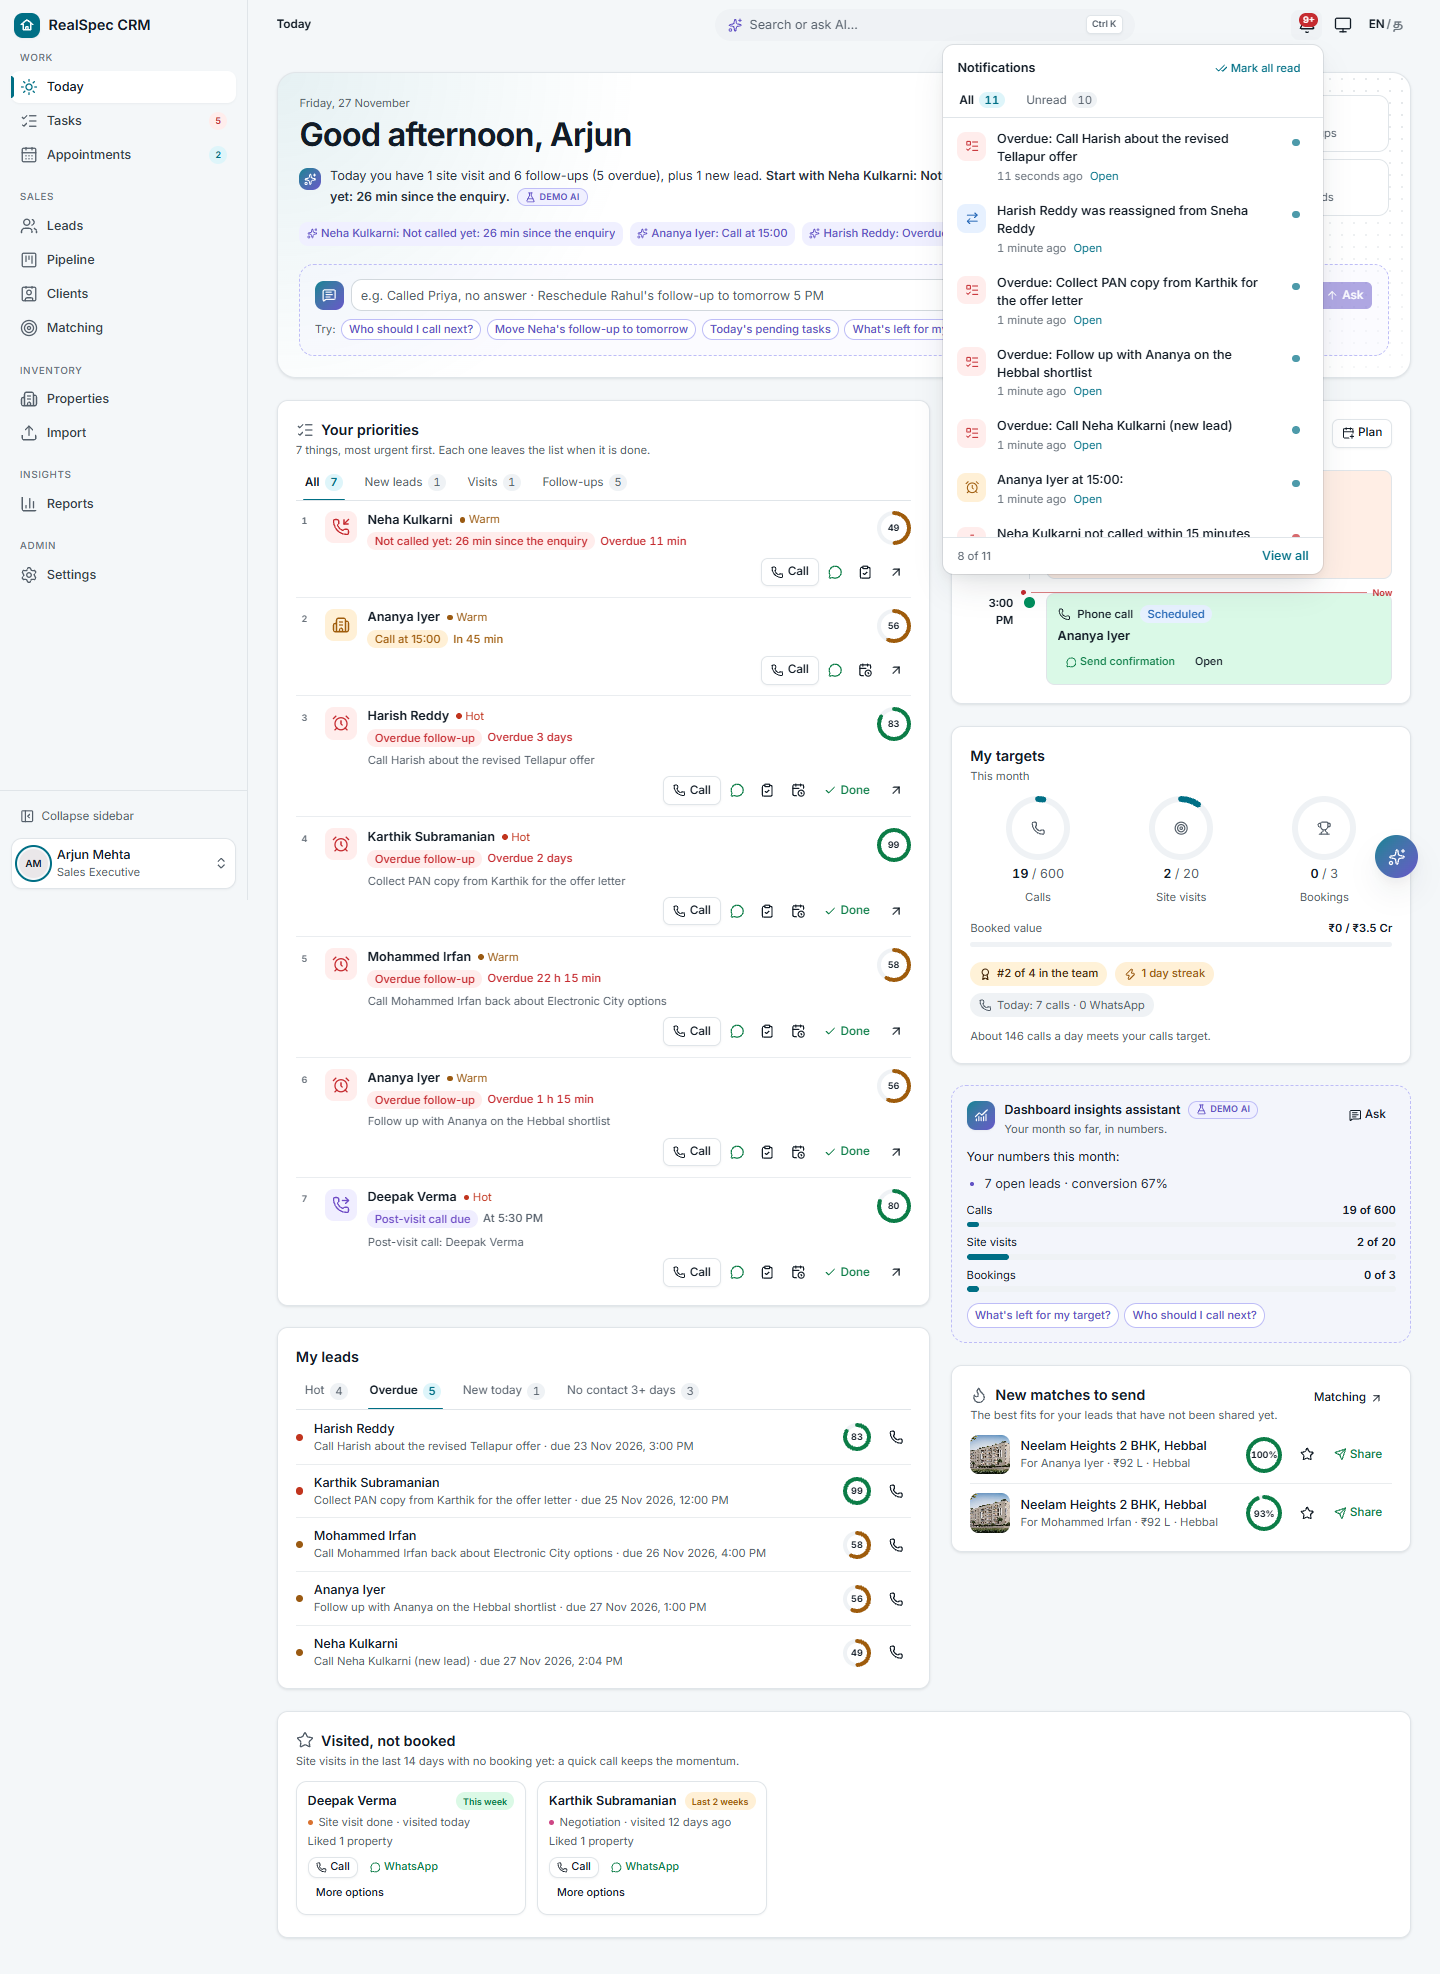 RealSpec CRM
WORK
Today
Tasks 5
Appointments 2
SALES
Leads
Pipeline
Clients
Matching
INVENTORY
Properties
Import
INSIGHTS
Reports
ADMIN
Settings
Collapse sidebar
AM
Arjun Mehta
Sales Executive
Today
Search or ask AI...
Ctrl K
9+
EN / த
Friday, 27 November
Good afternoon, Arjun
Today you have 1 site visit and 6 follow-ups (5 overdue), plus 1 new lead. Start with Neha Kulkarni: Not
yet: 26 min since the enquiry. DEMO AI
Neha Kulkarni: Not called yet: 26 min since the enquiry
Ananya Iyer: Call at 15:00
Harish Reddy: Overdue
e.g. Called Priya, no answer · Reschedule Rahul's follow-up to tomorrow 5 PM
Ask
Try:
Who should I call next?
Move Neha's follow-up to tomorrow
Today's pending tasks
What's left for my
Notifications
Mark all read
All 11
Unread 10
Overdue: Call Harish about the revised
Tellapur offer
11 seconds ago Open
Harish Reddy was reassigned from Sneha
Reddy
1 minute ago Open
Overdue: Collect PAN copy from Karthik for
the offer letter
1 minute ago Open
Overdue: Follow up with Ananya on the
Hebbal shortlist
1 minute ago Open
Overdue: Call Neha Kulkarni (new lead)
1 minute ago Open
Ananya Iyer at 15:00:
1 minute ago Open
Neha Kulkarni not called within 15 minutes
8 of 11
View all
Your priorities
7 things, most urgent first. Each one leaves the list when it is done.
All 7
New leads 1
Visits 1
Follow-ups 5
1
Neha Kulkarni Warm
49
Not called yet: 26 min since the enquiry Overdue 11 min
Call
2
Ananya Iyer Warm
56
Call at 15:00 In 45 min
Call
3
Harish Reddy Hot
83
Overdue follow-up Overdue 3 days
Call Harish about the revised Tellapur offer
Call
Done
4
Karthik Subramanian Hot
99
Overdue follow-up Overdue 2 days
Collect PAN copy from Karthik for the offer letter
Call
Done
5
Mohammed Irfan Warm
58
Overdue follow-up Overdue 22 h 15 min
Call Mohammed Irfan back about Electronic City options
Call
Done
6
Ananya Iyer Warm
56
Overdue follow-up Overdue 1 h 15 min
Follow up with Ananya on the Hebbal shortlist
Call
Done
7
Deepak Verma Hot
80
Post-visit call due At 5:30 PM
Post-visit call: Deepak Verma
Call
Done
Plan
Now
3:00
PM
Phone call Scheduled
Ananya Iyer
Send confirmation
Open
My targets
This month
19 / 600
2 / 20
0 / 3
Calls
Site visits
Bookings
Booked value
₹0 / ₹3.5 Cr
#2 of 4 in the team
1 day streak
Today: 7 calls · 0 WhatsApp
About 146 calls a day meets your calls target.
Dashboard insights assistant DEMO AI
Ask
Your month so far, in numbers.
Your numbers this month:
• 7 open leads · conversion 67%
Calls 19 of 600
Site visits 2 of 20
Bookings 0 of 3
What's left for my target?
Who should I call next?
New matches to send
Matching
The best fits for your leads that have not been shared yet.
Neelam Heights 2 BHK, Hebbal
For Ananya Iyer · ₹92 L · Hebbal
100%
Share
Neelam Heights 2 BHK, Hebbal
For Mohammed Irfan · ₹92 L · Hebbal
93%
Share
My leads
Hot 4
Overdue 5
New today 1
No contact 3+ days 3
Harish Reddy
Call Harish about the revised Tellapur offer · due 23 Nov 2026, 3:00 PM
83
Karthik Subramanian
Collect PAN copy from Karthik for the offer letter · due 25 Nov 2026, 12:00 PM
99
Mohammed Irfan
Call Mohammed Irfan back about Electronic City options · due 26 Nov 2026, 4:00 PM
58
Ananya Iyer
Follow up with Ananya on the Hebbal shortlist · due 27 Nov 2026, 1:00 PM
56
Neha Kulkarni
Call Neha Kulkarni (new lead) · due 27 Nov 2026, 2:04 PM
49
Visited, not booked
Site visits in the last 14 days with no booking yet: a quick call keeps the momentum.
Deepak Verma
This week
Site visit done · visited today
Liked 1 property
Call
WhatsApp
More options
Karthik Subramanian
Last 2 weeks
Negotiation · visited 12 days ago
Liked 1 property
Call
WhatsApp
More options